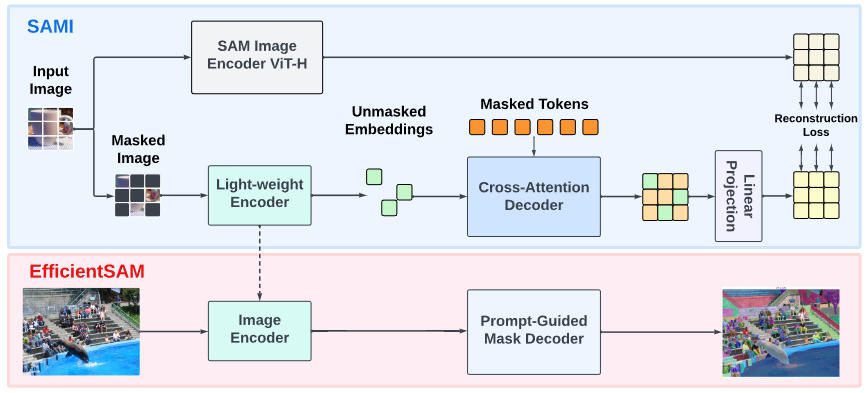 SAMI
Input
Image
SAM Image
Encoder ViT-H
Masked
Image
Light-weight
Encoder
Unmasked
Embeddings
Masked Tokens
Cross-Attention
Decoder
Linear
Projection
Reconstruction
Loss
EfficientSAM
Image
Encoder
Prompt-Guided
Mask Decoder